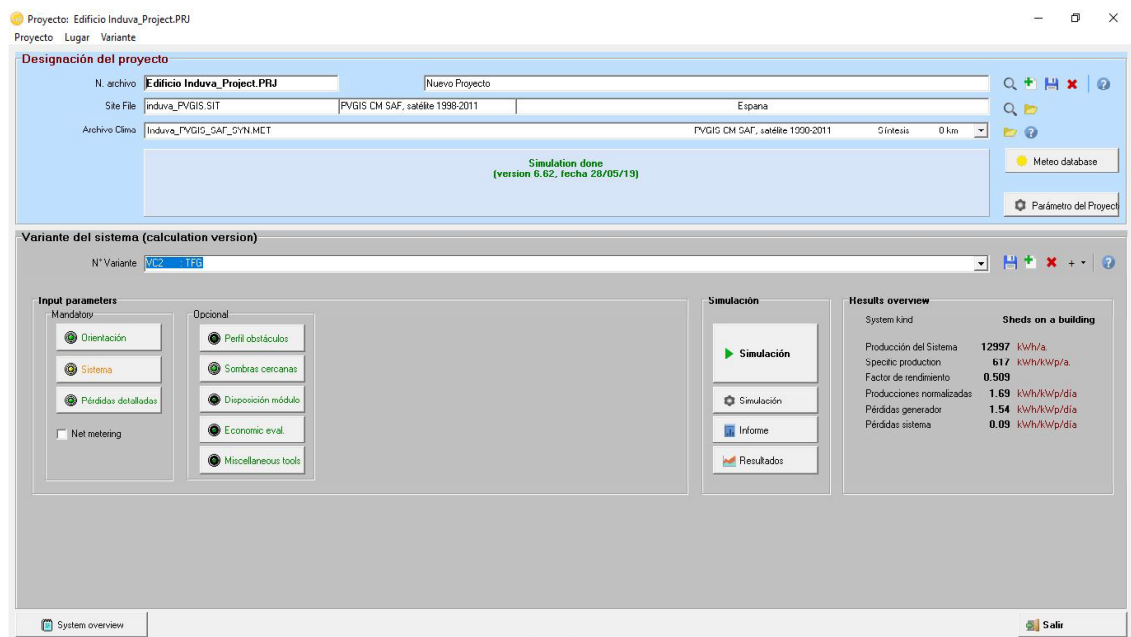 Proyecto: Edificio Induva_Project.PRJ
Proyecto Lugar Variante
Designación del proyecto
N. archivo Edificio Induva_Project.PRJ Nuevo Proyecto
Site File induva_PVGIS.SIT PVGIS CM SAF, satélite 1998-2011 Espana
Archivo Clima Induva_PVGIS_SAF_SYN.MET PVGIS CM SAF, satélite 1990-2011 Síntesis 0 km
Simulation done
(version 6.62, fecha 28/05/19)
Meteo database
Parámetro del Proyect
Variante del sistema (calculation version)
N° Variante VC2 : TFG
Input parameters
Mandatory
Orientación
Sistema
Pérdidas detalladas
Net metering
Opcional
Perfil obstáculos
Sombras cercanas
Disposición módulo
Economic eval.
Miscellaneous tools
Simulación
Simulación
Simulación
Informe
Resultados
Results overview
System kind Sheds on a building
Producción del Sistema 12997 kWh/a.
Specific production 617 kWh/kWp/a.
Factor de rendimiento 0.509
Producciones normalizadas 1.69 kWh/kWp/día
Pérdidas generador 1.54 kWh/kWp/día
Pérdidas sistema 0.09 kWh/kWp/día
System overview
Salir